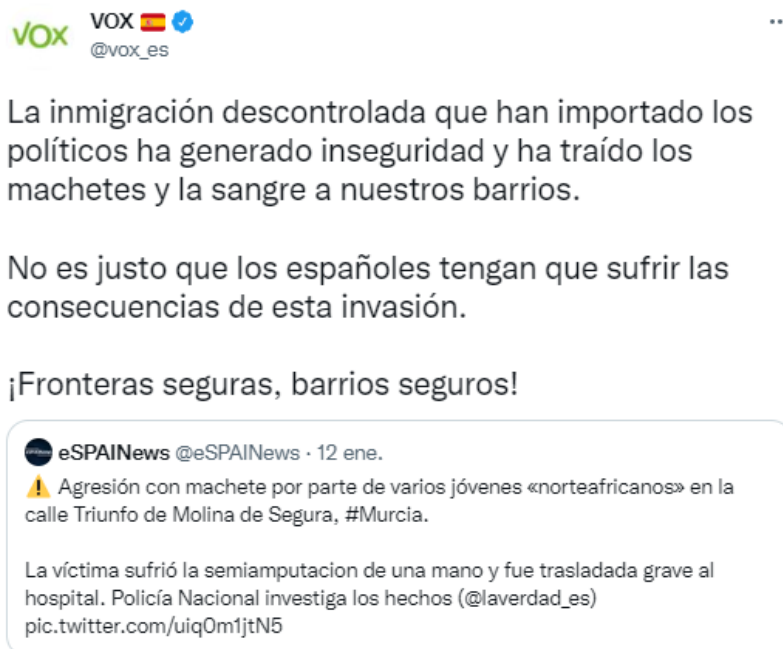 VOX
VOX 🇪🇸
@vox_es
La inmigración descontrolada que han importado los
políticos ha generado inseguridad y ha traído los
machetes y la sangre a nuestros barrios.
No es justo que los españoles tengan que sufrir las
consecuencias de esta invasión.
¡Fronteras seguras, barrios seguros!
eSPAINews @eSPAINews · 12 ene.
⚠️ Agresión con machete por parte de varios jóvenes «norteafricanos» en la
calle Triunfo de Molina de Segura, #Murcia.
La víctima sufrió la semiamputacion de una mano y fue trasladada grave al
hospital. Policía Nacional investiga los hechos (@laverdad_es)
pic.twitter.com/uiq0m1jtN5